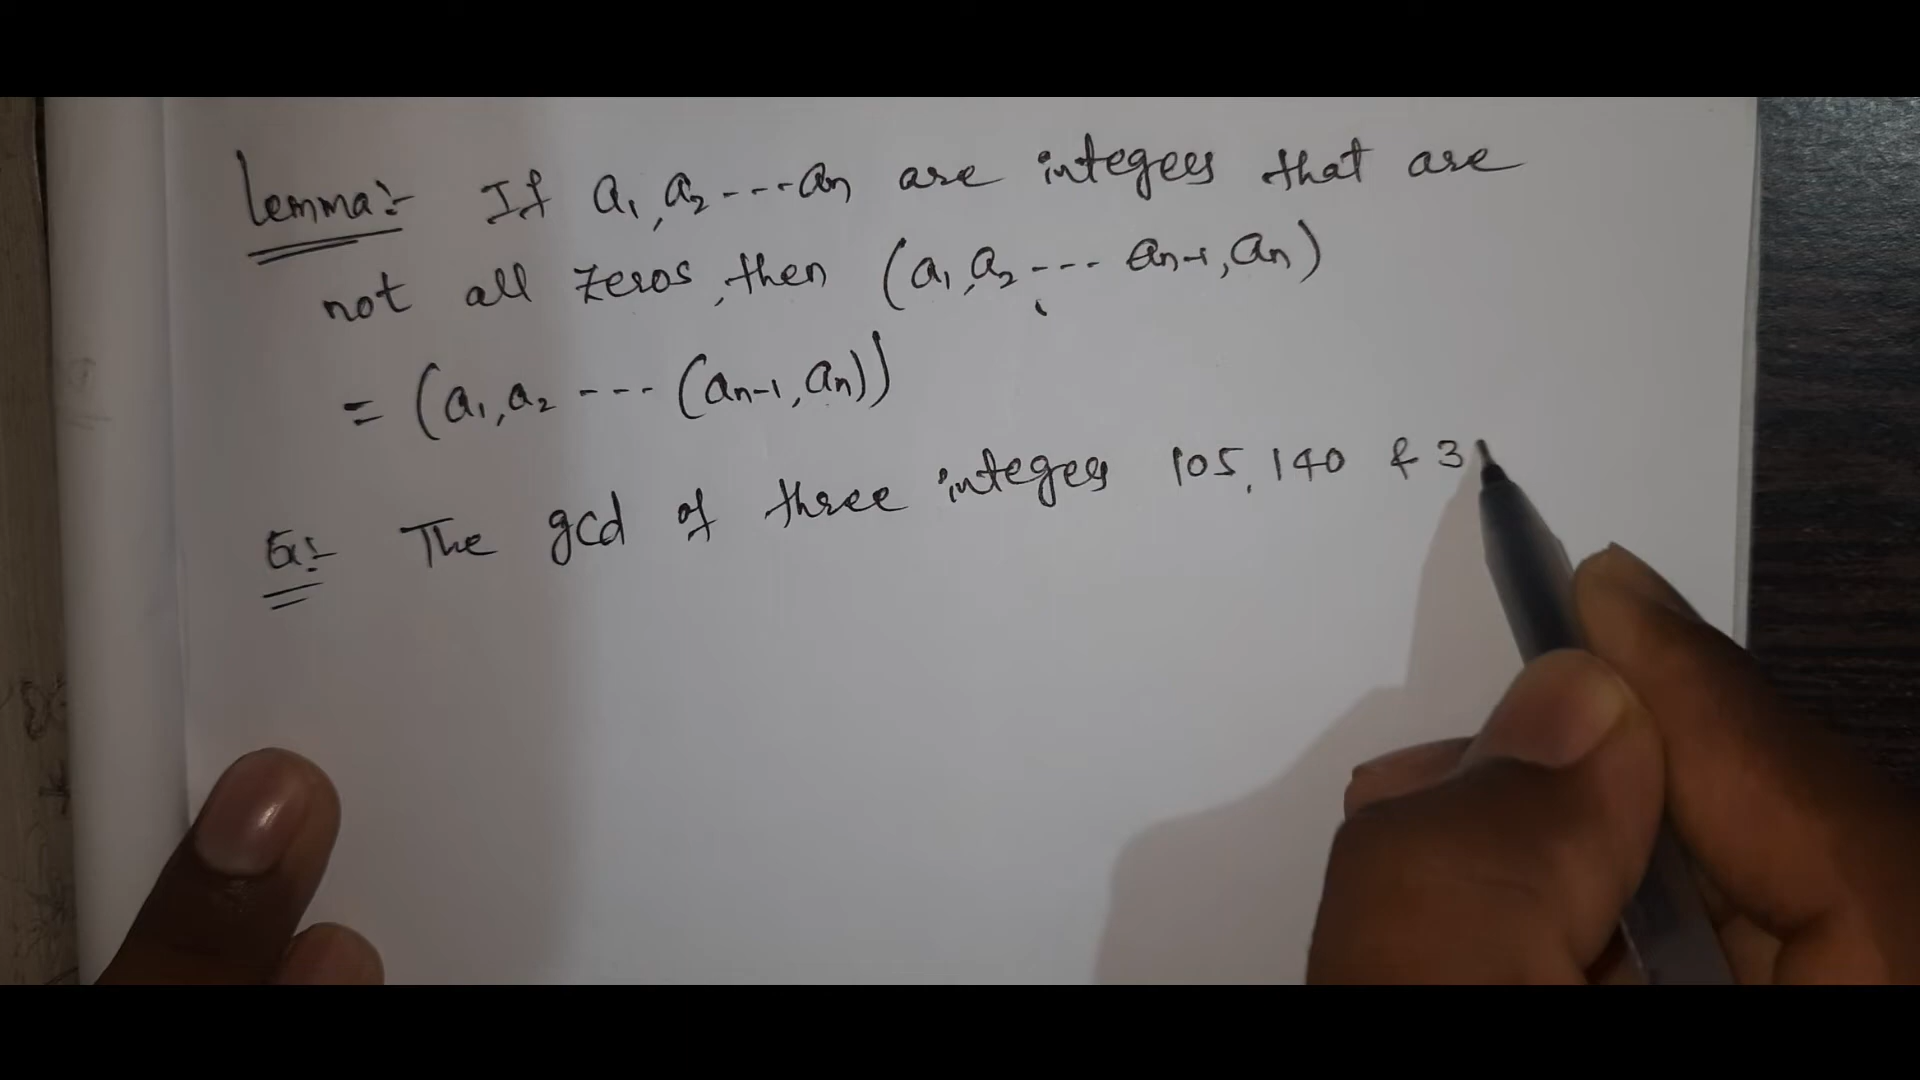 Lemma:- If a₁, a₂ ---- aₙ are integers that are
not all zeros, then (a₁, a₂ --- aₙ₋₁, aₙ)
= (a₁, a₂ ---- (aₙ₋₁, aₙ))
Ex:- The gcd of three integers 105, 140 & 3